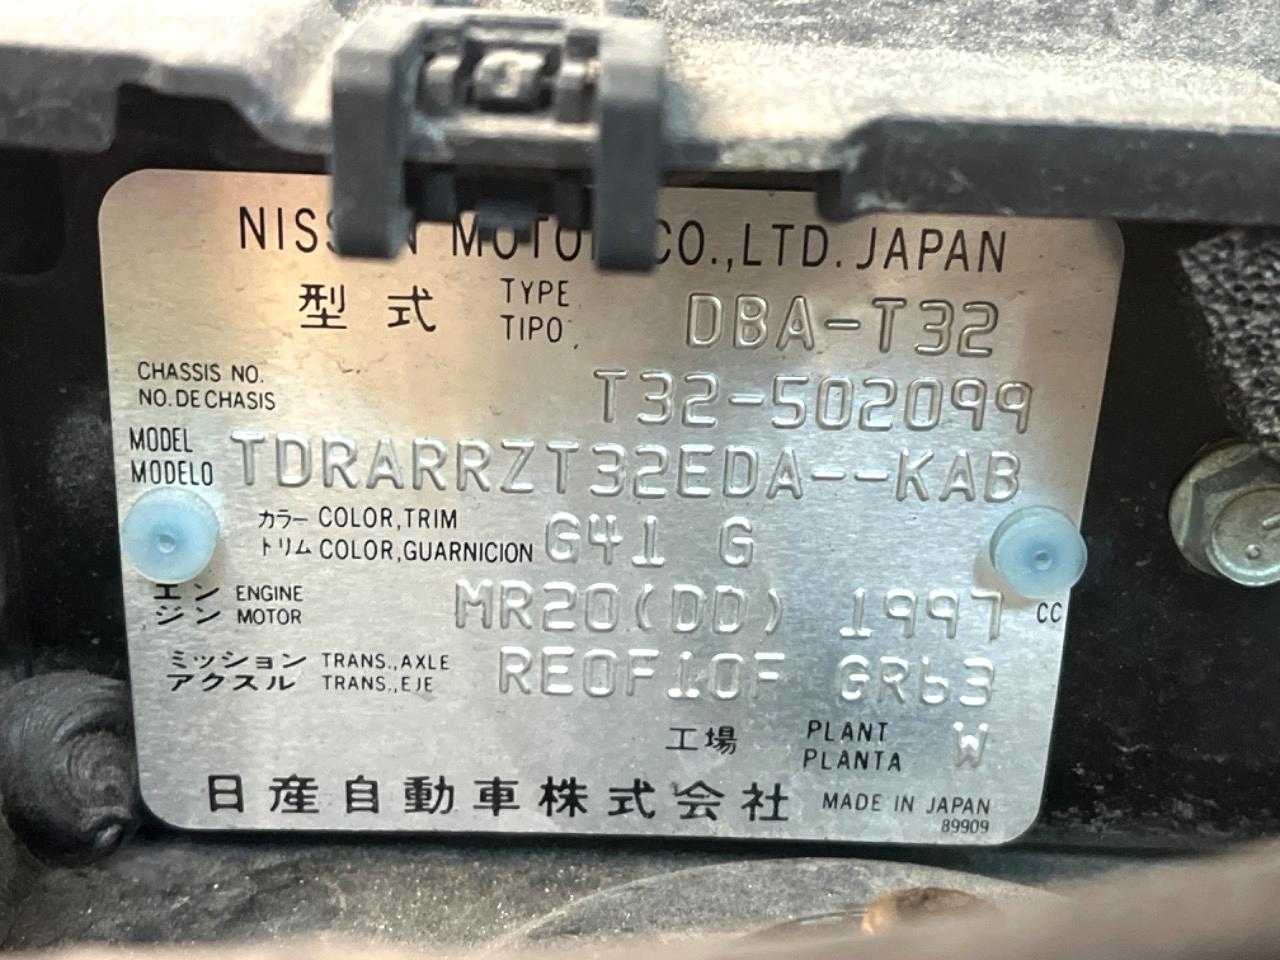 NISSAN MOTOR CO.,LTD. JAPAN
型式 TYPE TIPO DBA-T32
CHASSIS NO.
NO.DE CHASIS T32-502099
MODEL
MODELO TDRARRZT32EDA--KAB
カラー COLOR,TRIM
トリム COLOR,GUARNICION G41 G
エン ENGINE
ジン MOTOR MR20(DD) 1997 CC
ミッション TRANS.,AXLE
アクスル TRANS.,EJE RE0F10F GR63
工場 PLANT PLANTA W
日産自動車株式会社 MADE IN JAPAN
89909